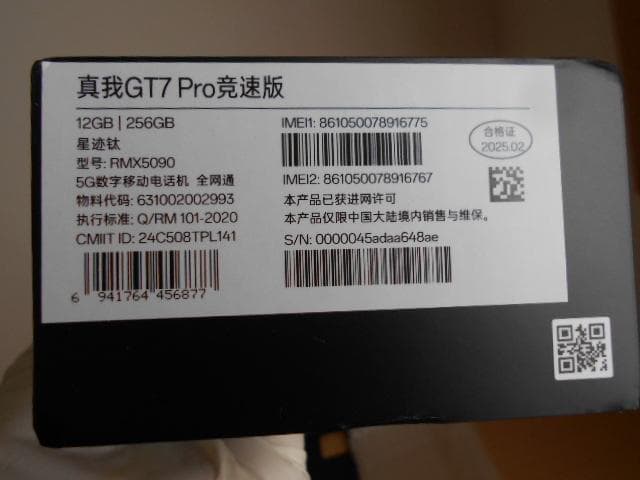 真我GT7 Pro竞速版
12GB | 256GB
星迹钛
型号: RMX5090
5G数字移动电话机 全网通
物料代码: 631002002993
执行标准: Q/RM 101-2020
CMIIT ID: 24C508TPL141
6 941764 456877
IMEI1: 861050078916775
IMEI2: 861050078916767
本产品已获进网许可
本产品仅限中国大陆境内销售与维保。
S/N: 0000045adaa648ae
合格证
2025.02